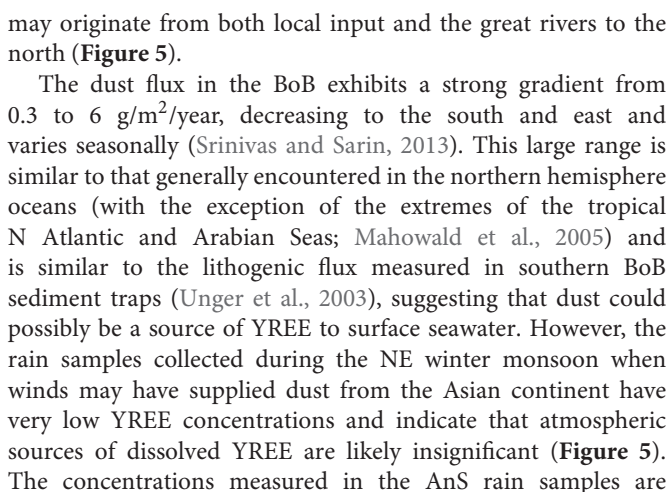 may originate from both local input and the great rivers to the
north (Figure 5).
The dust flux in the BoB exhibits a strong gradient from
0.3 to 6 g/m²/year, decreasing to the south and east and
varies seasonally (Srinivas and Sarin, 2013). This large range is
similar to that generally encountered in the northern hemisphere
oceans (with the exception of the extremes of the tropical
N Atlantic and Arabian Seas; Mahowald et al., 2005) and
is similar to the lithogenic flux measured in southern BoB
sediment traps (Unger et al., 2003), suggesting that dust could
possibly be a source of YREE to surface seawater. However, the
rain samples collected during the NE winter monsoon when
winds may have supplied dust from the Asian continent have
very low YREE concentrations and indicate that atmospheric
sources of dissolved YREE are likely insignificant (Figure 5).
The concentrations measured in the AnS rain samples are